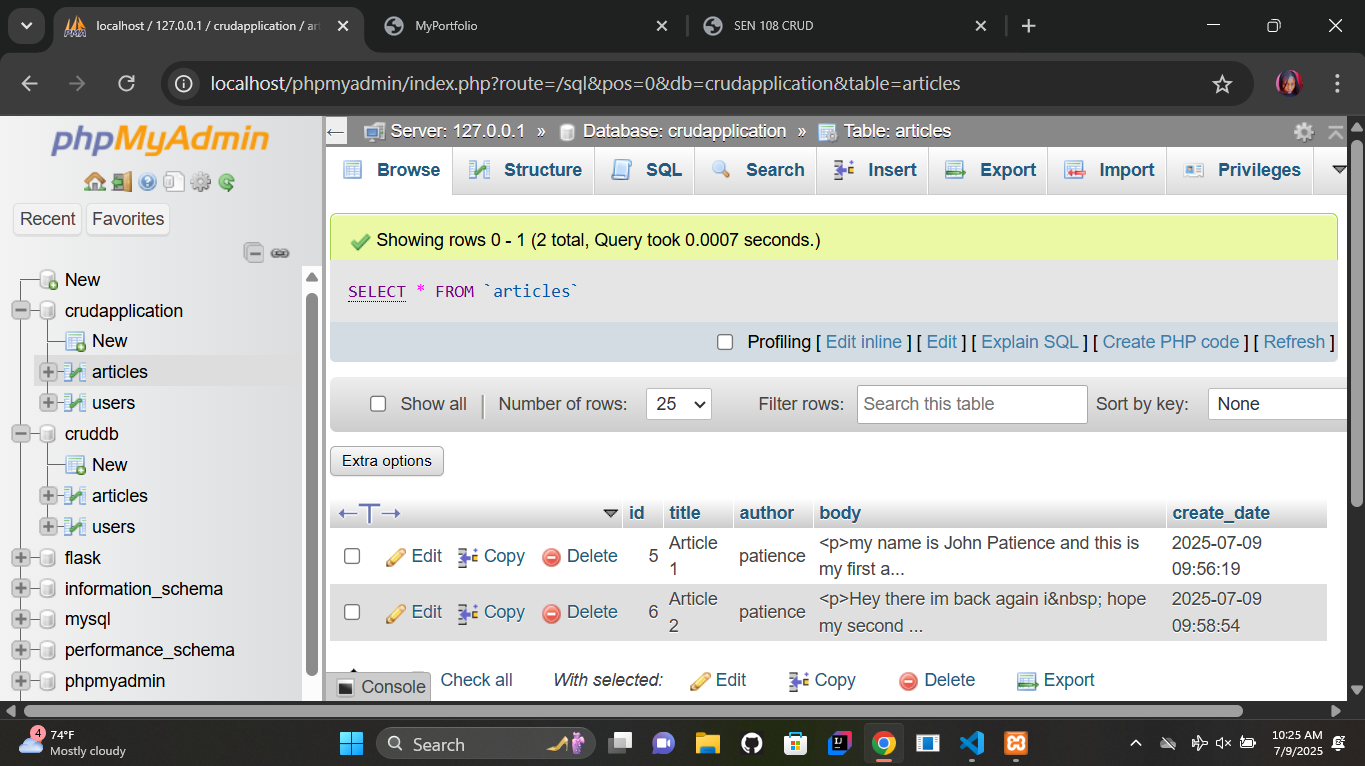 localhost / 127.0.0.1 / crudapplication / art
MyPortfolio
SEN 108 CRUD
localhost/phpmyadmin/index.php?route=/sql&pos=0&db=crudapplication&table=articles
phpMyAdmin
Recent
Favorites
New
crudapplication
New
articles
users
cruddb
New
articles
users
flask
information_schema
mysql
performance_schema
phpmyadmin
Server: 127.0.0.1 » Database: crudapplication » Table: articles
Browse Structure SQL Search Insert Export Import Privileges
Showing rows 0 - 1 (2 total, Query took 0.0007 seconds.)
SELECT * FROM `articles`
Profiling [ Edit inline ] [ Edit ] [ Explain SQL ] [ Create PHP code ] [ Refresh ]
Show all | Number of rows: 25 Filter rows: Search this table Sort by key: None
Extra options
←T→ id title author body create_date
Edit Copy Delete 5 Article 1 patience <p>my name is John Patience and this is my first a... 2025-07-09 09:56:19
Edit Copy Delete 6 Article 2 patience <p>Hey there im back again i&nbsp; hope my second ... 2025-07-09 09:58:54
Console
Check all With selected: Edit Copy Delete Export
4
74°F
Mostly cloudy
Search
10:25 AM
7/9/2025